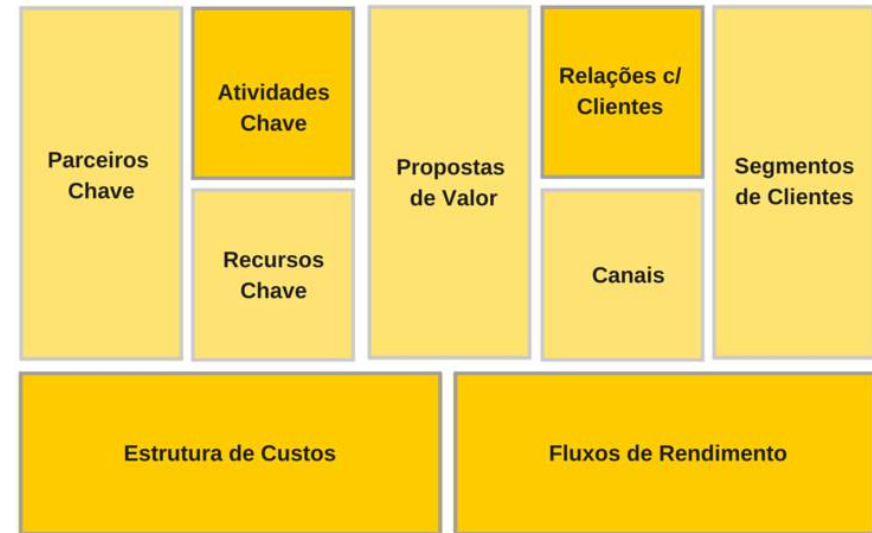 Parceiros
Chave
Atividades
Chave
Recursos
Chave
Propostas
de Valor
Relações c/
Clientes
Canais
Segmentos
de Clientes
Estrutura de Custos
Fluxos de Rendimento